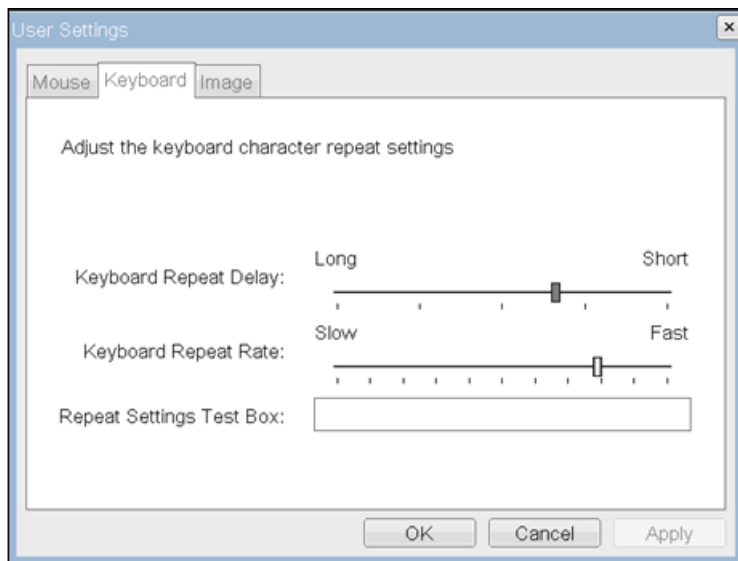 User Settings
Mouse Keyboard Image
Adjust the keyboard character repeat settings
Long Short
Keyboard Repeat Delay:
Slow Fast
Keyboard Repeat Rate:
Repeat Settings Test Box:
OK Cancel Apply